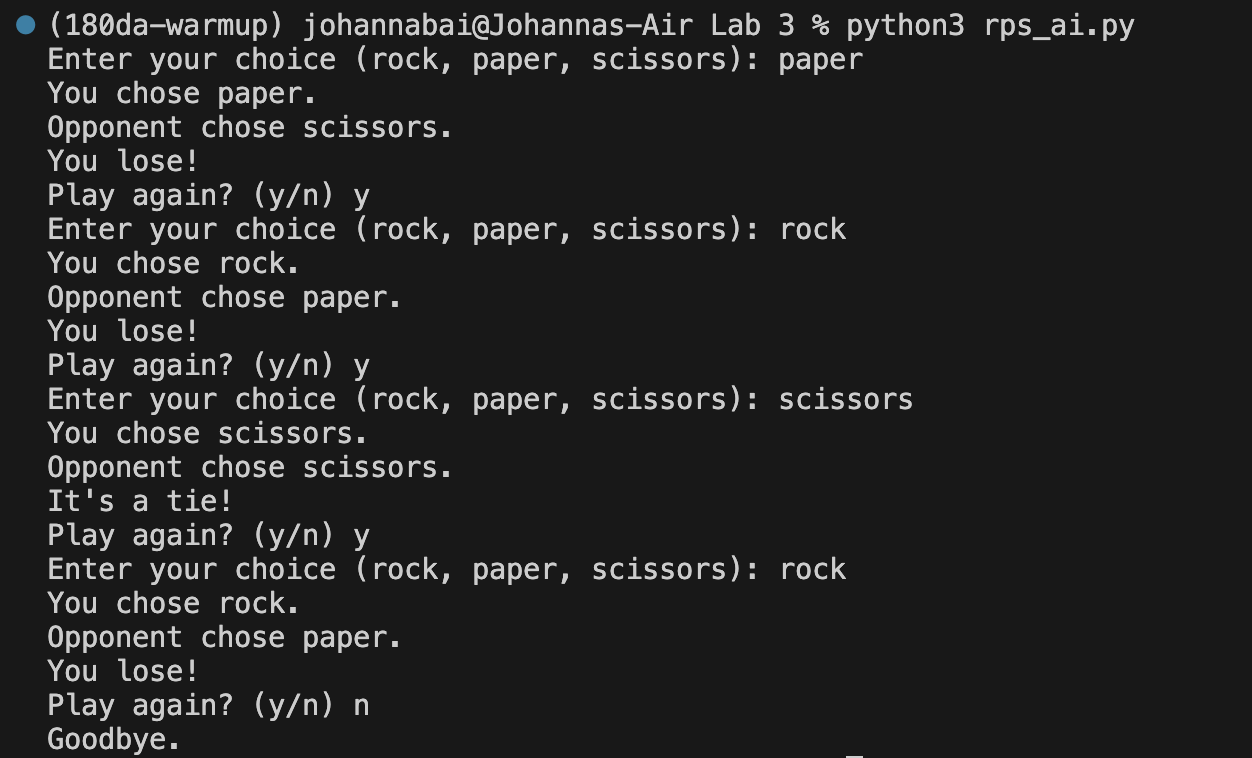 (180da-warmup) johannabai@Johannas-Air Lab 3 % python3 rps_ai.py
Enter your choice (rock, paper, scissors): paper
You chose paper.
Opponent chose scissors.
You lose!
Play again? (y/n) y
Enter your choice (rock, paper, scissors): rock
You chose rock.
Opponent chose paper.
You lose!
Play again? (y/n) y
Enter your choice (rock, paper, scissors): scissors
You chose scissors.
Opponent chose scissors.
It's a tie!
Play again? (y/n) y
Enter your choice (rock, paper, scissors): rock
You chose rock.
Opponent chose paper.
You lose!
Play again? (y/n) n
Goodbye.